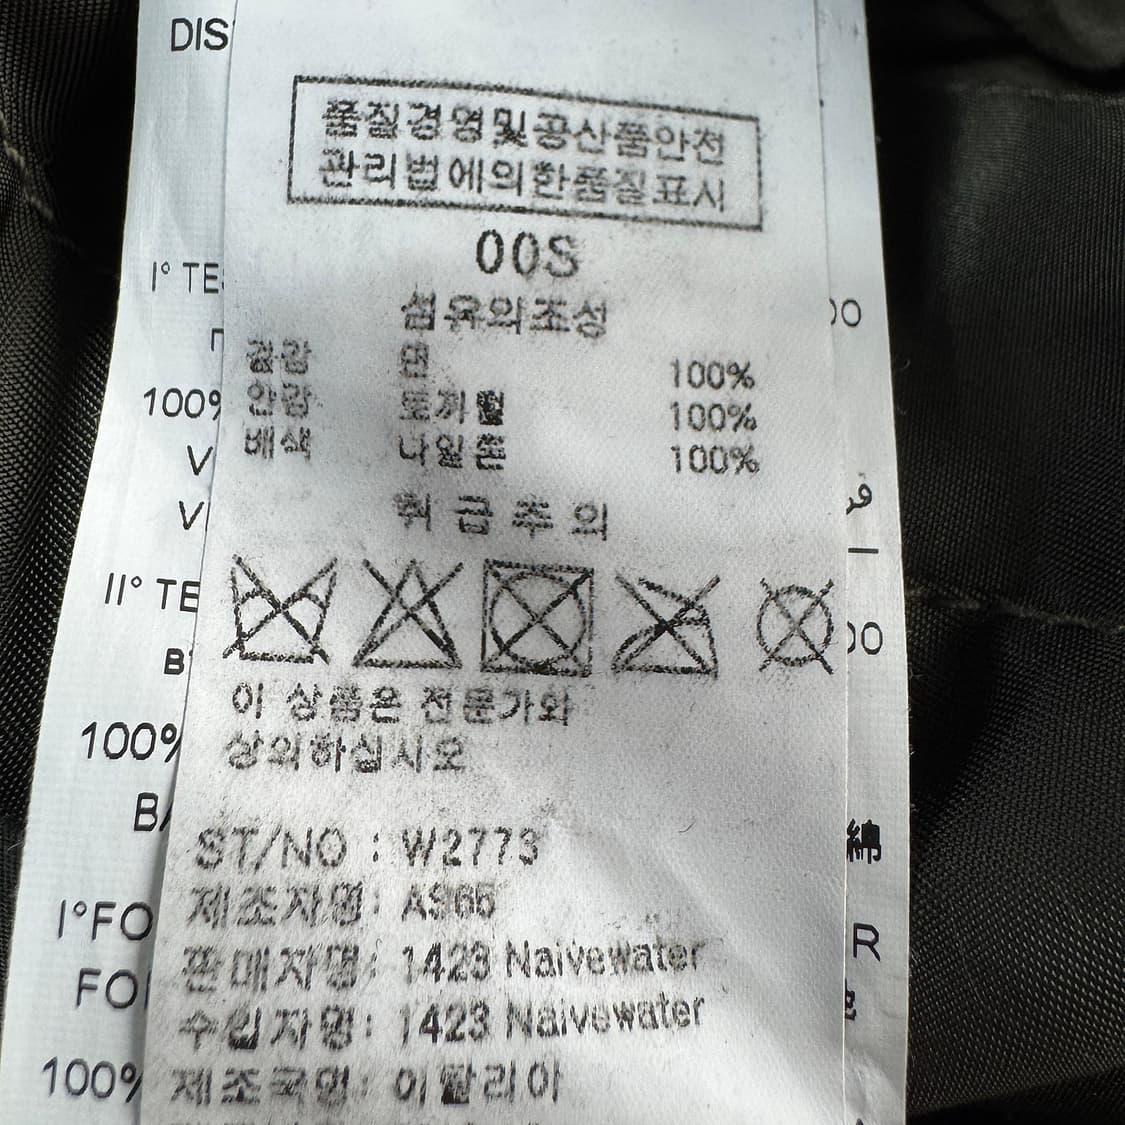 DIS
품질경영및공산품안전
관리법에의한품질표시
00S
I° TE
00
섬유의조성
겉감 면 100%
안감 토끼털 100%
배색 나일론 100%
100%
V
V
취급주의
II° TE
00
B
이 상품은 전문가와
상의하십시오
100%
BA
綿
ST/NO : W2773
제조자명: A965
I°FO
R
판매자명: 1423 Naivewater
FO
수입자명: 1423 Naivewater
100%
제조국명: 이탈리아